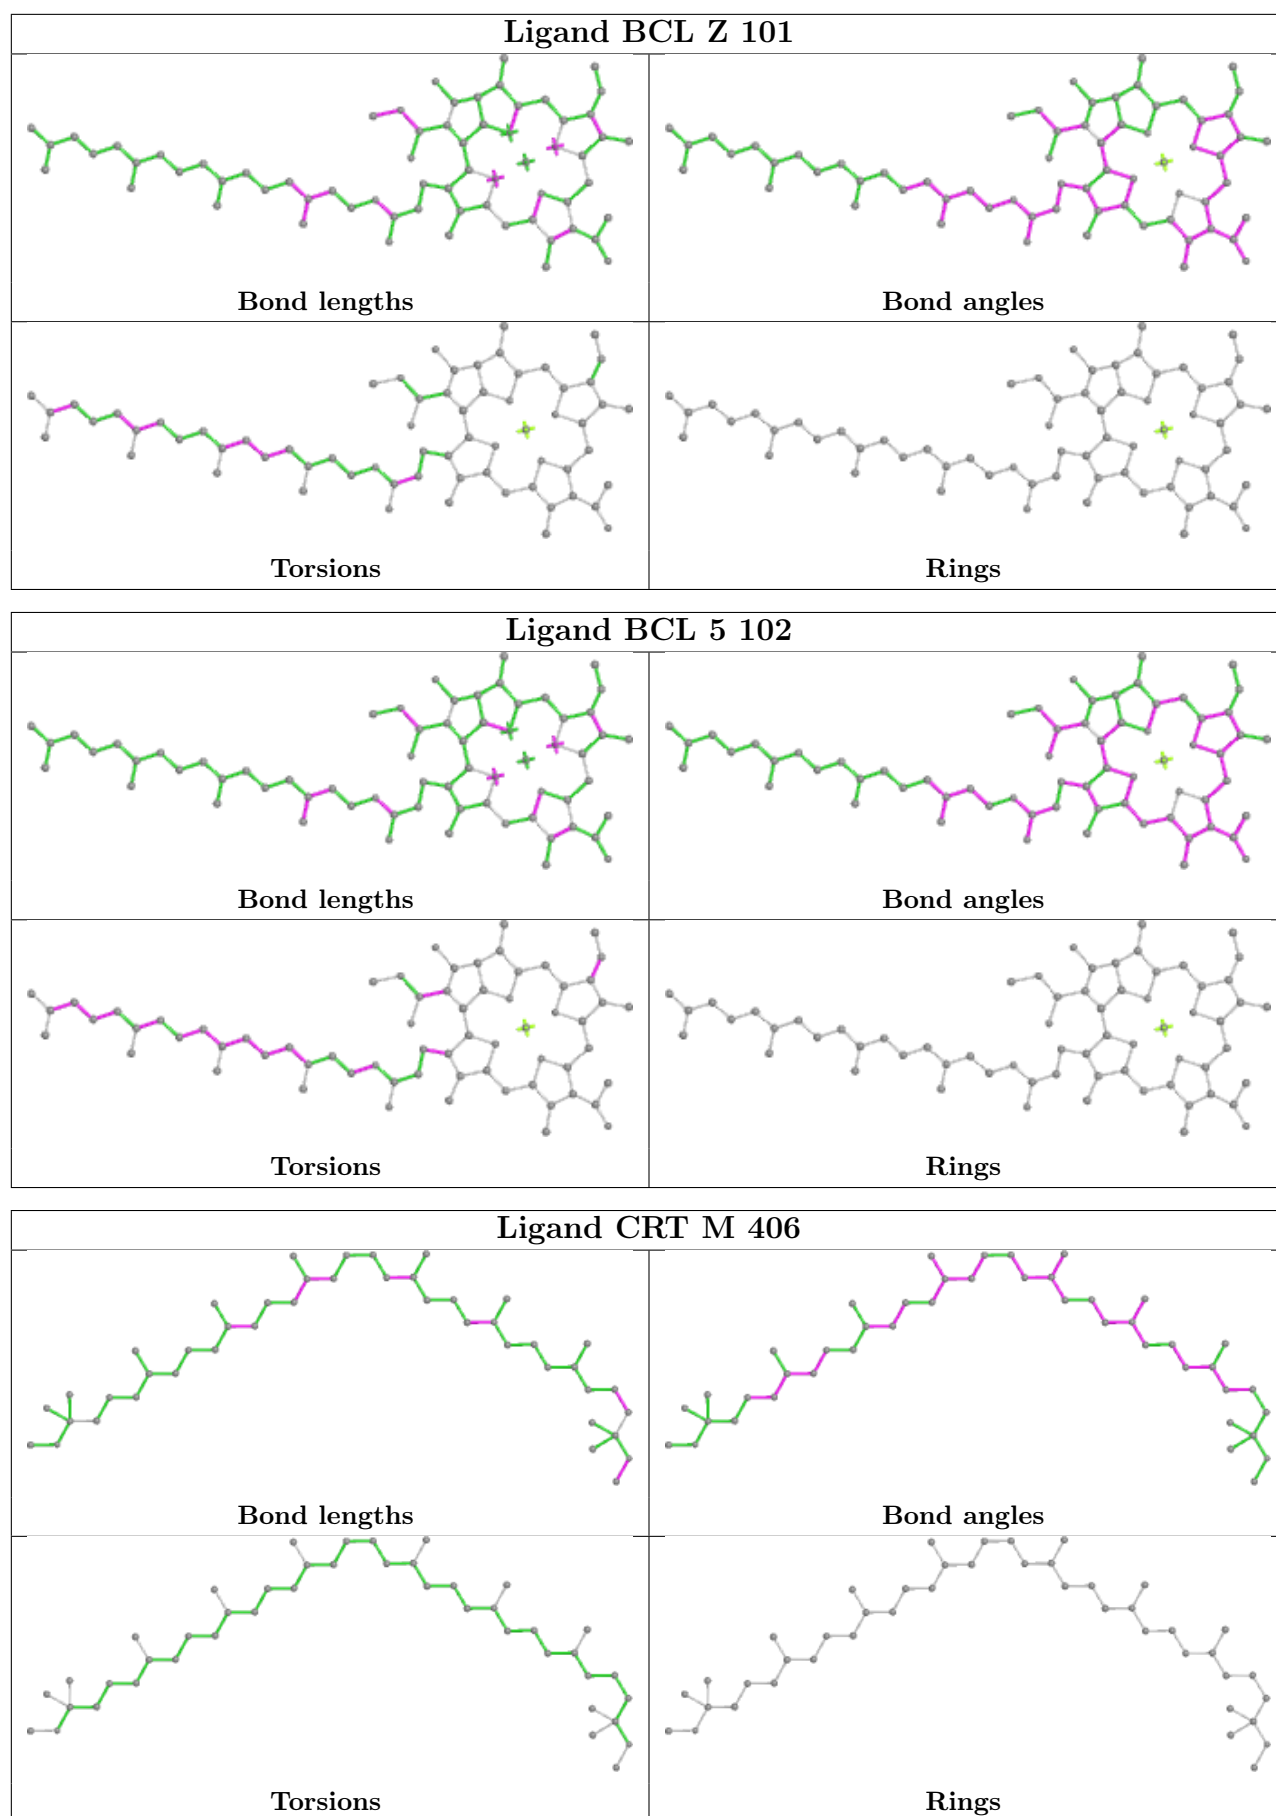 Ligand BCL Z 101
Bond lengths
Bond angles
Torsions
Rings
Ligand BCL 5 102
Bond lengths
Bond angles
Torsions
Rings
Ligand CRT M 406
Bond lengths
Bond angles
Torsions
Rings